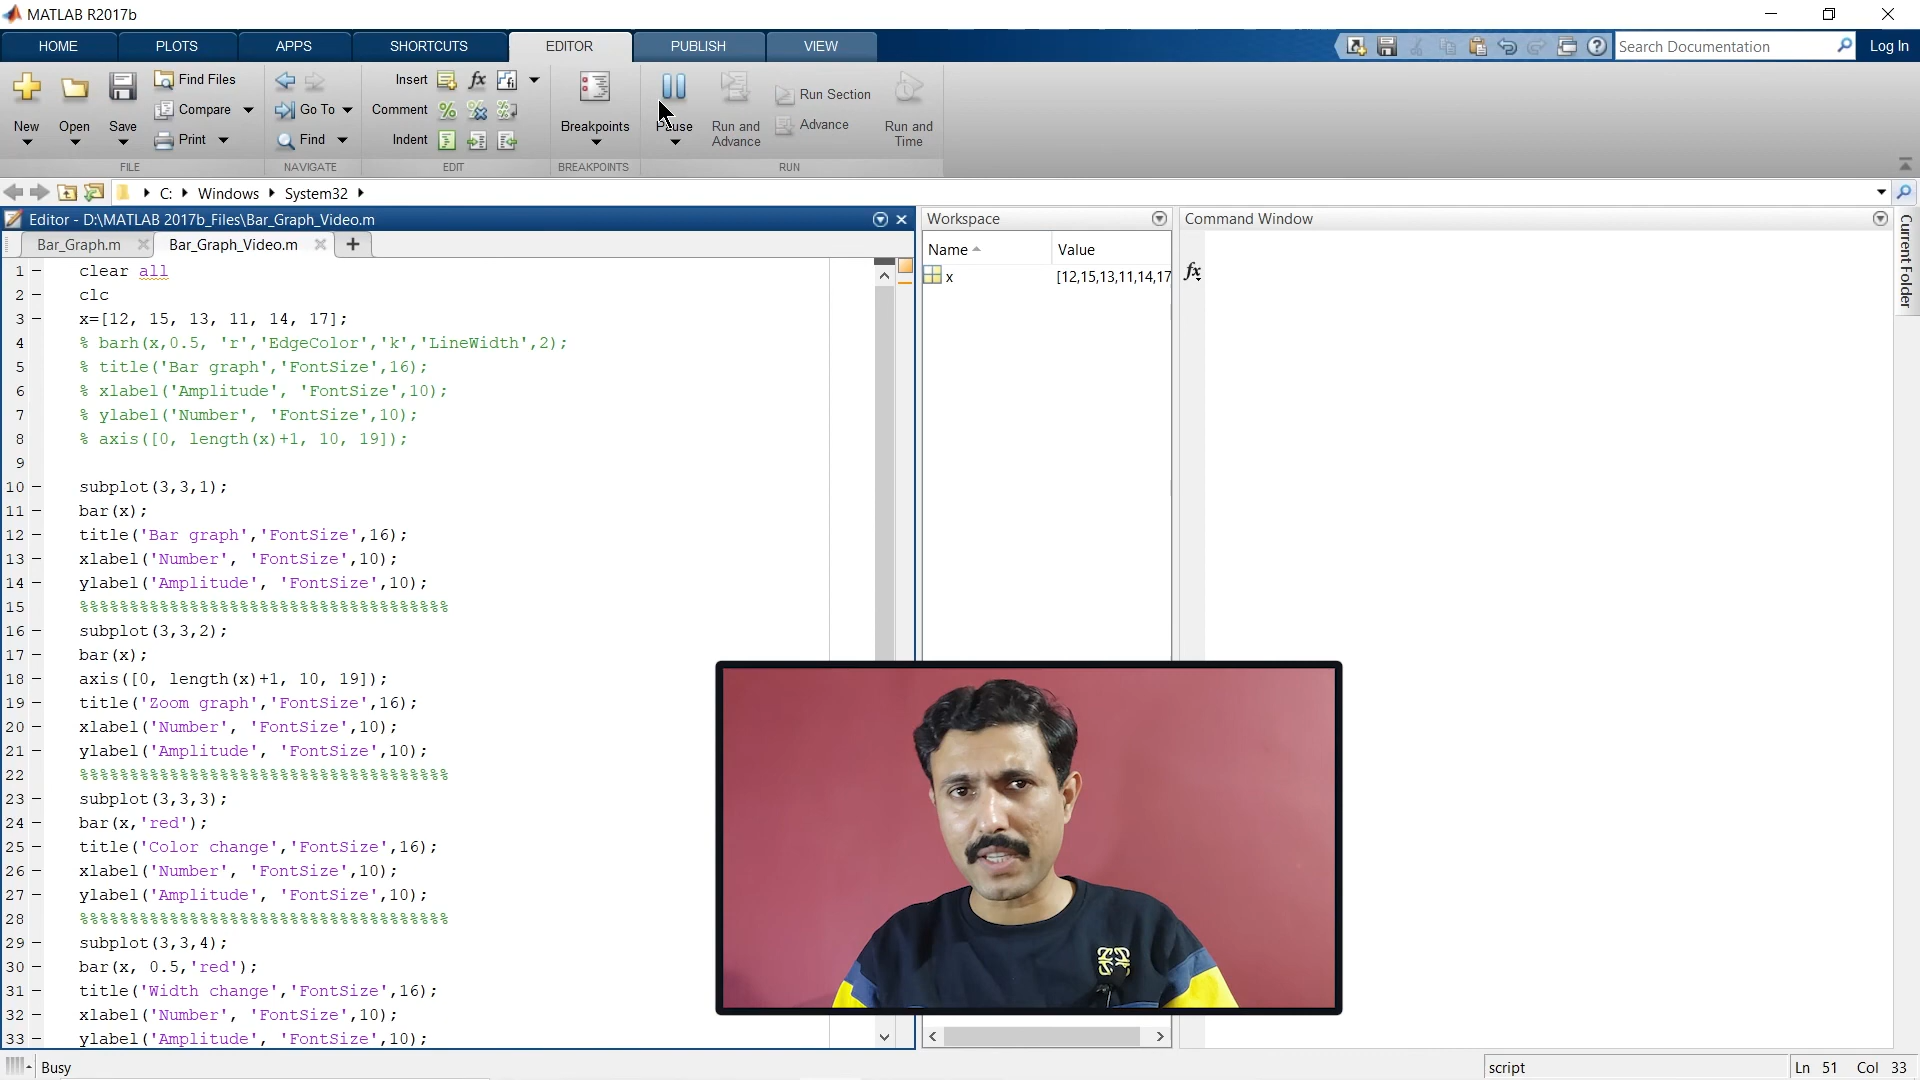 MATLAB R2017b
HOME PLOTS APPS SHORTCUTS EDITOR PUBLISH VIEW
Search Documentation
Log In
New
Open
Save
Find Files
Compare
Print
FILE
Go To
Find
NAVIGATE
Insert fx
Comment
Indent
EDIT
Breakpoints
BREAKPOINTS
Pause
Run and Advance
Run Section
Advance
Run and Time
RUN
C: Windows System32
Editor - D:\MATLAB 2017b_Files\Bar_Graph_Video.m
Bar_Graph.m Bar_Graph_Video.m
1 clear all
2 clc
3 x=[12, 15, 13, 11, 14, 17];
4 % barh(x,0.5, 'r','EdgeColor','k','LineWidth',2);
5 % title('Bar graph','FontSize',16);
6 % xlabel('Amplitude', 'FontSize',10);
7 % ylabel('Number', 'FontSize',10);
8 % axis([0, length(x)+1, 10, 19]);
9
10 subplot(3,3,1);
11 bar(x);
12 title('Bar graph','FontSize',16);
13 xlabel('Number', 'FontSize',10);
14 ylabel('Amplitude', 'FontSize',10);
15 %%%%%%%%%%%%%%%%%%%%%%%%%%%%%%%%%%%%%
16 subplot(3,3,2);
17 bar(x);
18 axis([0, length(x)+1, 10, 19]);
19 title('Zoom graph','FontSize',16);
20 xlabel('Number', 'FontSize',10);
21 ylabel('Amplitude', 'FontSize',10);
22 %%%%%%%%%%%%%%%%%%%%%%%%%%%%%%%%%%%%%
23 subplot(3,3,3);
24 bar(x,'red');
25 title('Color change','FontSize',16);
26 xlabel('Number', 'FontSize',10);
27 ylabel('Amplitude', 'FontSize',10);
28 %%%%%%%%%%%%%%%%%%%%%%%%%%%%%%%%%%%%%
29 subplot(3,3,4);
30 bar(x, 0.5,'red');
31 title('Width change','FontSize',16);
32 xlabel('Number', 'FontSize',10);
33 ylabel('Amplitude', 'FontSize',10);
Workspace
Name Value
x [12,15,13,11,14,17
Command Window
fx
Current Folder
Busy
script
Ln 51 Col 33